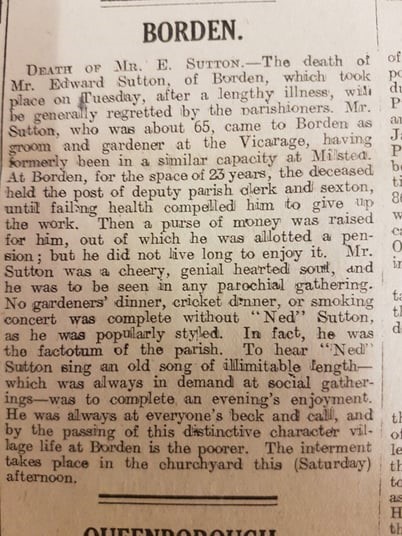 BORDEN.
DEATH OF MR. E. SUTTON.—The death of
Mr. Edward Sutton, of Borden, which took
place on Tuesday, after a lengthy illness, will
be generally regretted by the parishioners. Mr.
Sutton, who was about 65, came to Borden as
groom and gardener at the Vicarage, having
formerly been in a similar capacity at Milsted.
At Borden, for the space of 23 years, the deceased
held the post of deputy parish clerk and sexton,
until failing health compelled him to give up
the work. Then a purse of money was raised
for him, out of which he was allotted a pen-
sion; but he did not live long to enjoy it. Mr.
Sutton was a cheery, genial hearted soul, and
he was to be seen in any parochial gathering.
No gardeners' dinner, cricket dinner, or smoking
concert was complete without "Ned" Sutton,
as he was popularly styled. In fact, he was
the factotum of the parish. To hear "Ned"
Sutton sing an old song of illimitable length—
which was always in demand at social gather-
ings—was to complete an evening's enjoyment.
He was always at everyone's beck and call, and
by the passing of this distinctive character vil-
lage life at Borden is the poorer. The interment
takes place in the churchyard this (Saturday)
afternoon.
QUEENBOROUGH